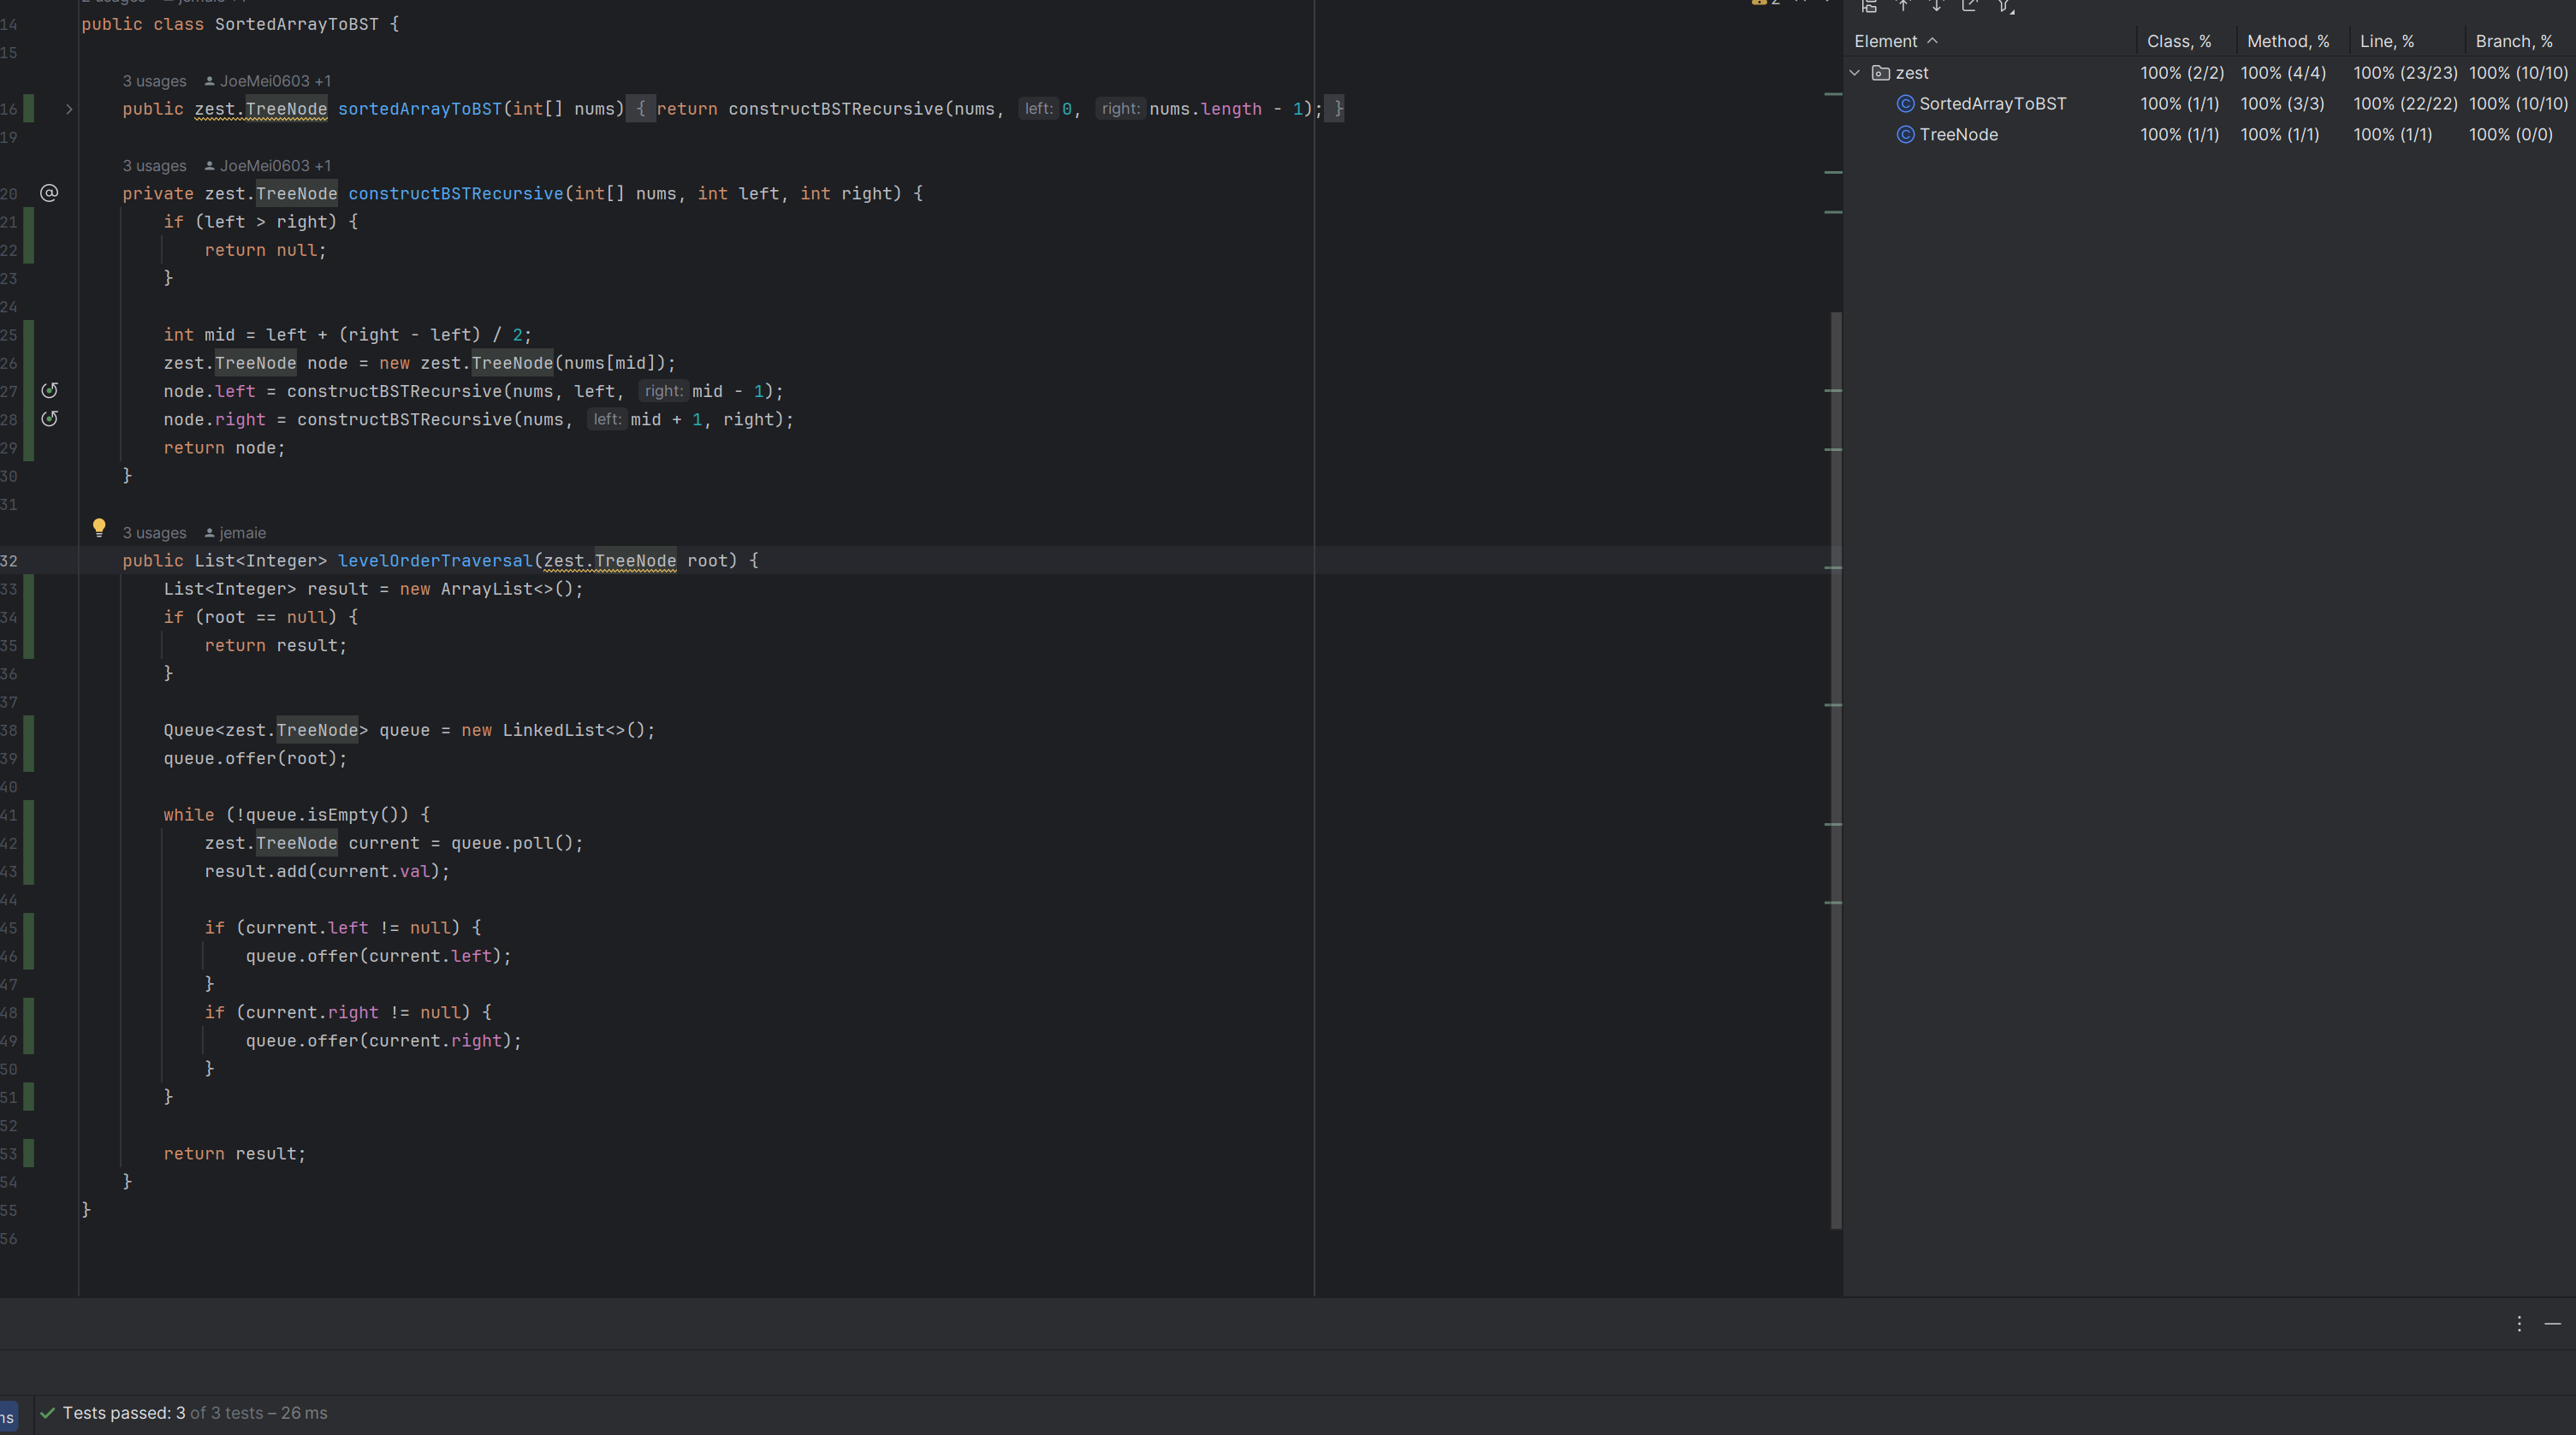 2 usages jemaie +1
14 public class SortedArrayToBST {
15
3 usages JoeMei0603 +1
16 public zest.TreeNode sortedArrayToBST(int[] nums) { return constructBSTRecursive(nums, left: 0, right: nums.length - 1); }
19
3 usages JoeMei0603 +1
20 @ private zest.TreeNode constructBSTRecursive(int[] nums, int left, int right) {
21 if (left > right) {
22 return null;
23 }
24
25 int mid = left + (right - left) / 2;
26 zest.TreeNode node = new zest.TreeNode(nums[mid]);
27 node.left = constructBSTRecursive(nums, left, right: mid - 1);
28 node.right = constructBSTRecursive(nums, left: mid + 1, right);
29 return node;
30 }
31
3 usages jemaie
32 public List<Integer> levelOrderTraversal(zest.TreeNode root) {
33 List<Integer> result = new ArrayList<>();
34 if (root == null) {
35 return result;
36 }
37
38 Queue<zest.TreeNode> queue = new LinkedList<>();
39 queue.offer(root);
40
41 while (!queue.isEmpty()) {
42 zest.TreeNode current = queue.poll();
43 result.add(current.val);
44
45 if (current.left != null) {
46 queue.offer(current.left);
47 }
48 if (current.right != null) {
49 queue.offer(current.right);
50 }
51 }
52
53 return result;
54 }
55 }
56
Element Class, % Method, % Line, % Branch, %
zest 100% (2/2) 100% (4/4) 100% (23/23) 100% (10/10)
SortedArrayToBST 100% (1/1) 100% (3/3) 100% (22/22) 100% (10/10)
TreeNode 100% (1/1) 100% (1/1) 100% (1/1) 100% (0/0)
ms Tests passed: 3 of 3 tests – 26 ms